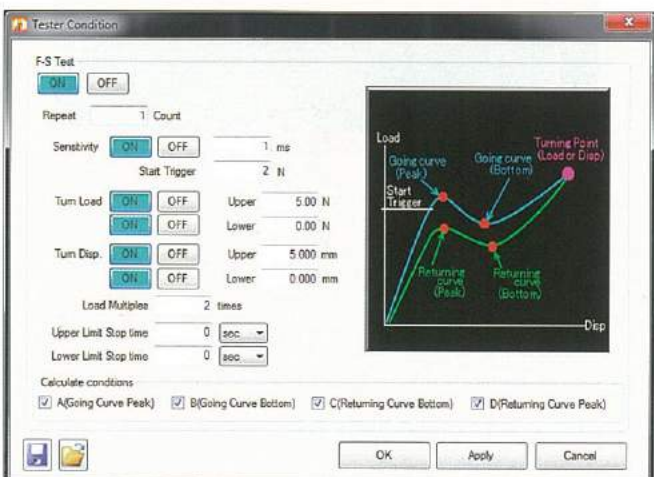 Tester Condition
F-S Test
ON OFF
Repeat 1 Count
Sensitivity ON OFF 1 ms
Start Trigger 2 N
Turn Load ON OFF Upper 5.00 N
ON OFF Lower 0.00 N
Turn Disp. ON OFF Upper 5.000 mm
ON OFF Lower 0.000 mm
Load Multiplee 2 times
Upper Limit Stop time 0 sec
Lower Limit Stop time 0 sec
Load
Going curve
(Peak)
Going curve
(Bottom)
Turning Point
(Load or Disp)
Start
Trigger
Returning
curve
(Peak)
Returning
curve
(Bottom)
Disp
Calculate conditions
A(Going Curve Peak) B(Going Curve Bottom) C(Returning Curve Bottom) D(Returning Curve Peak)
OK Apply Cancel